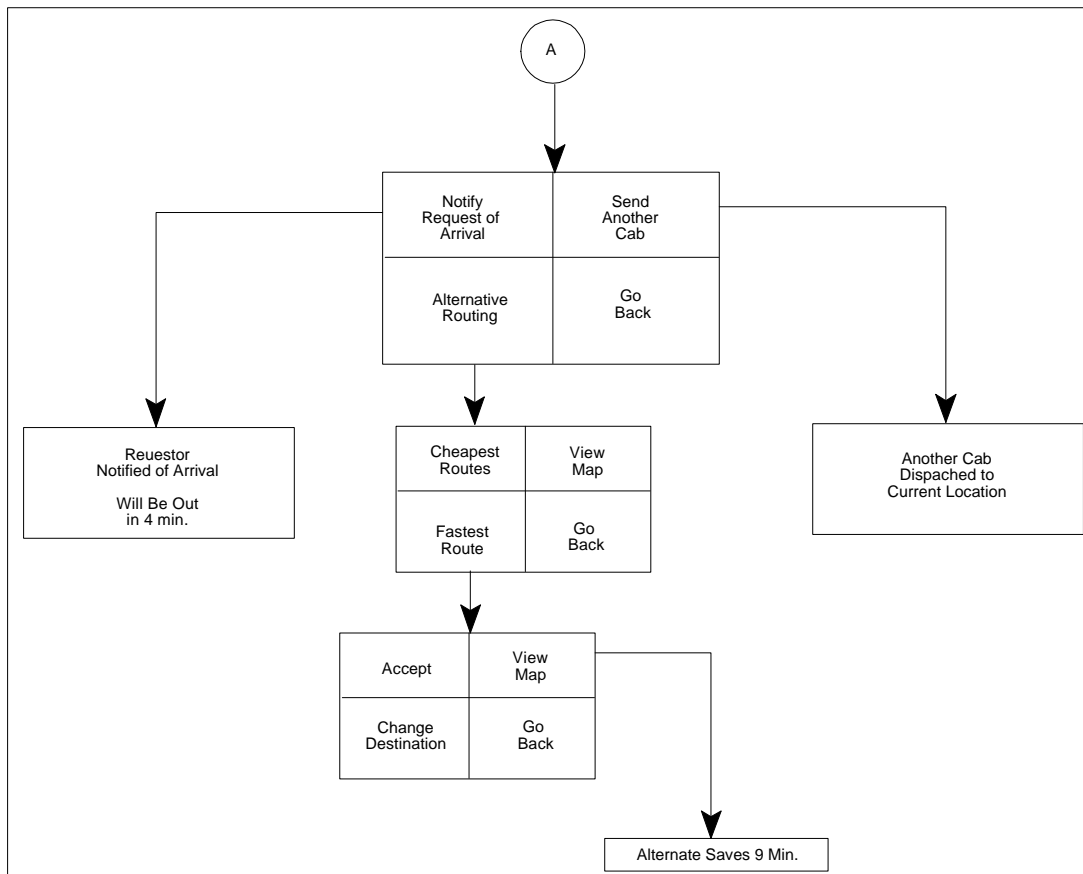 A
Notify
Request of
Arrival
Send
Another
Cab
Alternative
Routing
Go
Back
Reuestor
Notified of Arrival
Will Be Out
in 4 min.
Cheapest
Routes
View
Map
Fastest
Route
Go
Back
Another Cab
Dispached to
Current Location
Accept
View
Map
Change
Destination
Go
Back
Alternate Saves 9 Min.